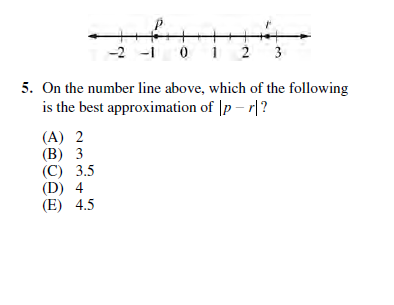 p r
-2 -1 0 1 2 3
5. On the number line above, which of the following
is the best approximation of |p – r|?
(A) 2
(B) 3
(C) 3.5
(D) 4
(E) 4.5